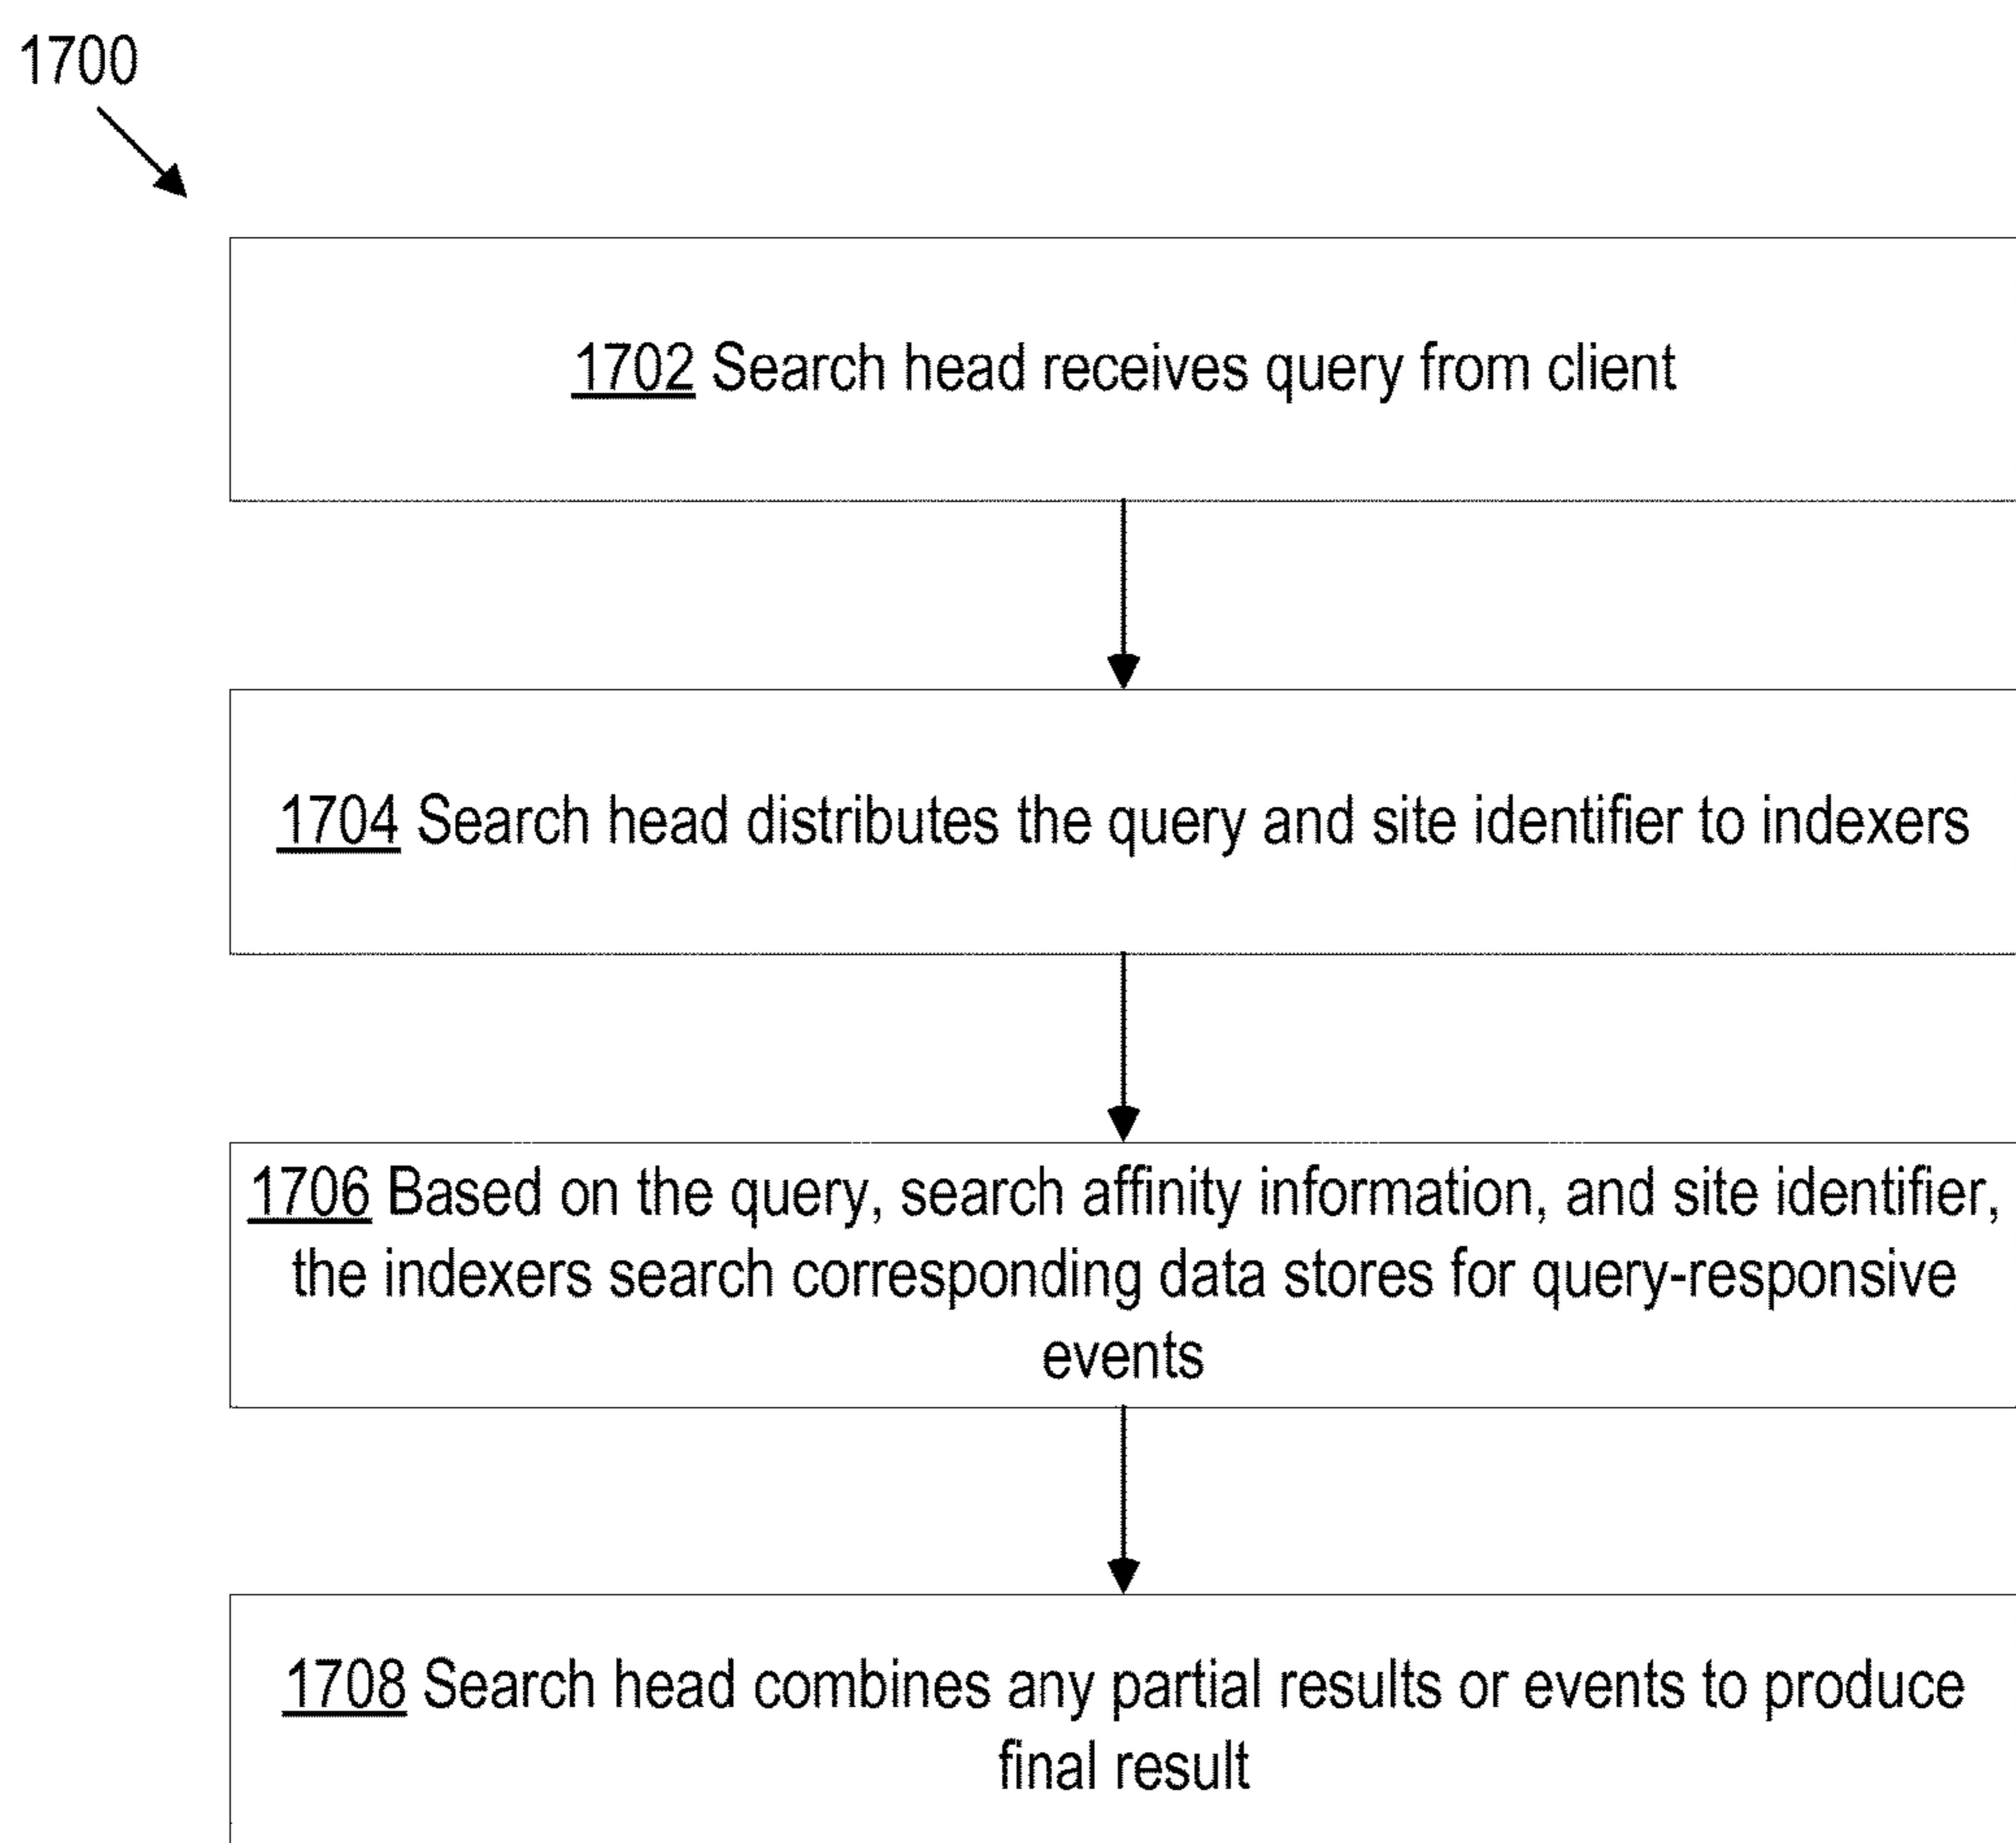 1700
1702 Search head receives query from client
1704 Search head distributes the query and site identifier to indexers
1706 Based on the query, search affinity information, and site identifier,
the indexers search corresponding data stores for query-responsive
events
1708 Search head combines any partial results or events to produce
final result